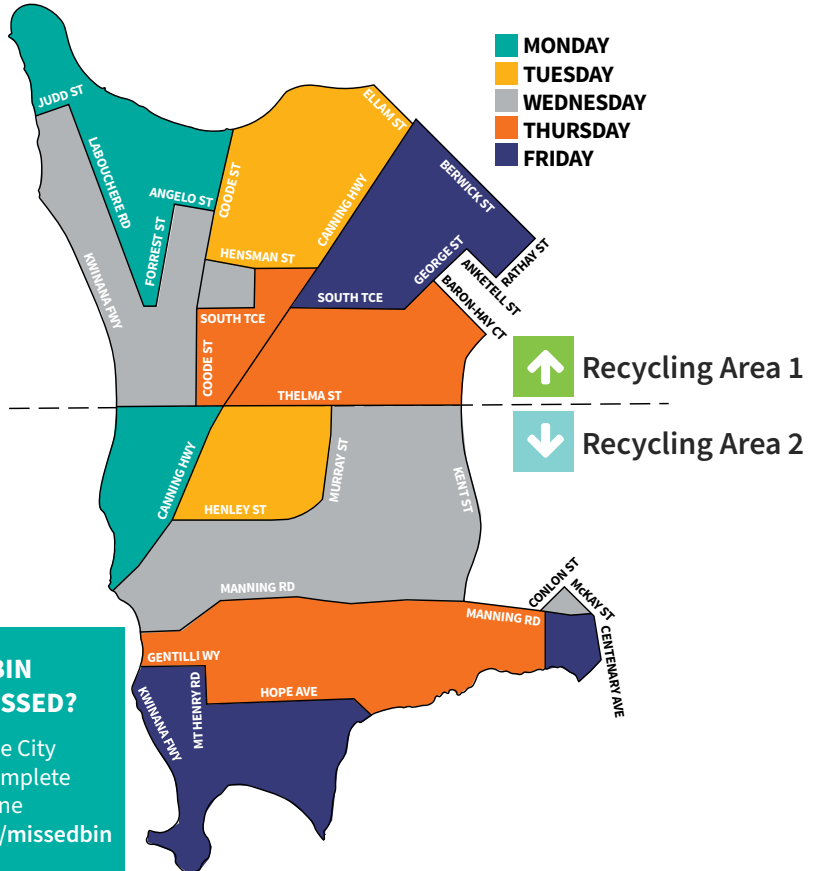 MONDAY
TUESDAY
WEDNESDAY
THURSDAY
FRIDAY
JUDD ST
ELLAM ST
LABOUCHERE RD
ANGELO ST
COODE ST
BERWICK ST
CANNING HWY
FORREST ST
HENSMAN ST
KWINANA FWY
GEORGE ST
RATHAY ST
ANKETELL ST
BARON-HAY CT
SOUTH TCE
SOUTH TCE
COODE ST
THELMA ST
Recycling Area 1
Recycling Area 2
CANNING HWY
MURRAY ST
KENT ST
HENLEY ST
MANNING RD
CONLON ST
McKAY ST
MANNING RD
CENTENARY AVE
GENTILLI WY
KWINANA FWY
MT HENRY RD
HOPE AVE
BIN
SSED?
e City
mplete
ne
/missedbin